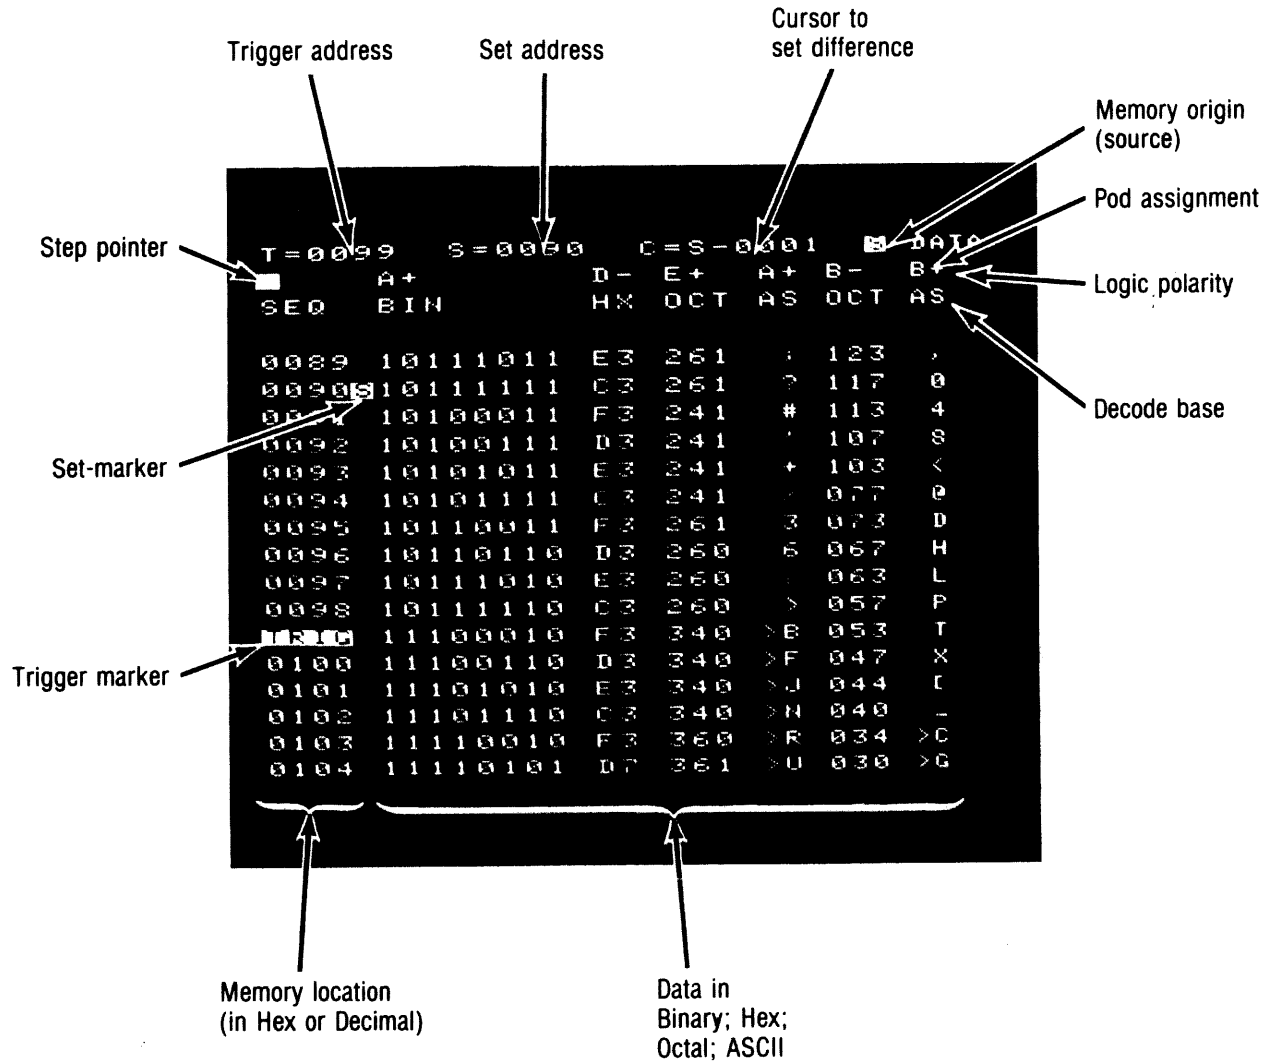 Cursor to
set difference
Trigger address
Set address
Memory origin
(source)
Pod assignment
Step pointer
Logic polarity
Decode base
Set-marker
Trigger marker
T=0099 S=0090 C=S-0001 DATA
A+ D- E+ A+ B- B+
SEQ BIN HX OCT AS OCT AS
0089 10111011 E3 261 ; 123 ,
0090S 10111111 C3 261 ? 117 0
10100011 F3 241 # 113 4
0092 10100111 D3 241 ' 107 8
0093 10101011 E3 241 + 103 <
0094 10101111 C3 241 077 @
0095 10110011 F3 261 3 073 D
0096 10110110 D3 260 6 067 H
0097 10111010 E3 260 : 063 L
0098 10111110 C3 260 > 057 P
TRIG 11100010 F3 340 >B 053 T
0100 11100110 D3 340 >F 047 X
0101 11101010 E3 340 >J 044 [
0102 11101110 C3 340 >N 040 _
0103 11110010 F3 360 >R 034 >C
0104 11110101 D7 361 >U 030 >G
Memory location
(in Hex or Decimal)
Data in
Binary; Hex;
Octal; ASCII